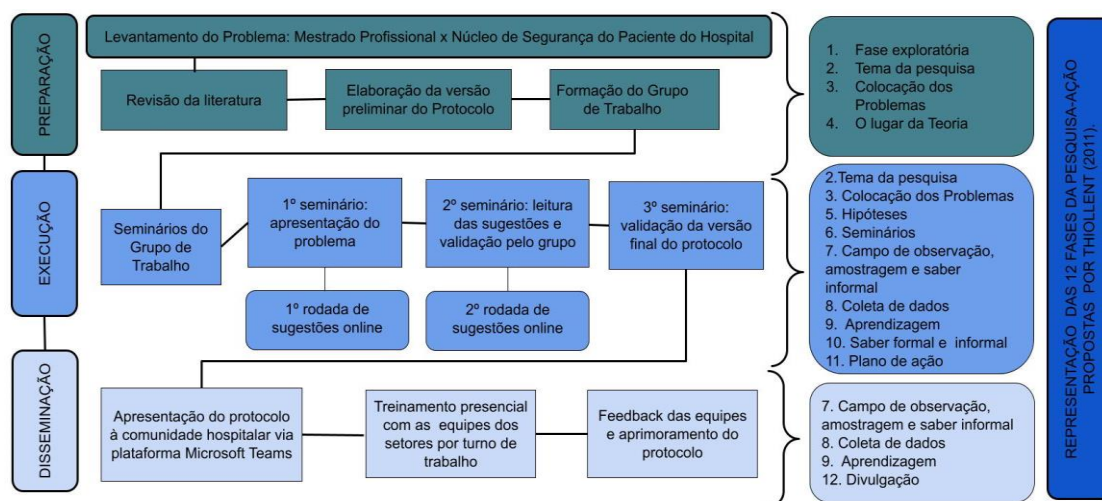 PREPARAÇÃO
Levantamento do Problema: Mestrado Profissional x Núcleo de Segurança do Paciente do Hospital
Revisão da literatura
Elaboração da versão
preliminar do Protocolo
Formação do Grupo
de Trabalho
1. Fase exploratória
2. Tema da pesquisa
3. Colocação dos
Problemas
4. O lugar da Teoria
EXECUÇÃO
Seminários do
Grupo de
Trabalho
1º seminário:
apresentação do
problema
2º seminário: leitura
das sugestões e
validação pelo grupo
3º seminário:
validação da versão
final do protocolo
1º rodada de
sugestões online
2º rodada de
sugestões online
2.Tema da pesquisa
3. Colocação dos Problemas
5. Hipóteses
6. Seminários
7. Campo de observação,
amostragem e saber
informal
8. Coleta de dados
9. Aprendizagem
10. Saber formal e informal
11. Plano de ação
DISSEMINAÇÃO
Apresentação do protocolo
à comunidade hospitalar via
plataforma Microsoft Teams
Treinamento presencial
com as equipes dos
setores por turno de
trabalho
Feedback das equipes
e aprimoramento do
protocolo
7. Campo de observação,
amostragem e saber informal
8. Coleta de dados
9. Aprendizagem
12. Divulgação
REPRESENTAÇÃO DAS 12 FASES DA PESQUISA-AÇÃO
PROPOSTAS POR THIOLLENT (2011).